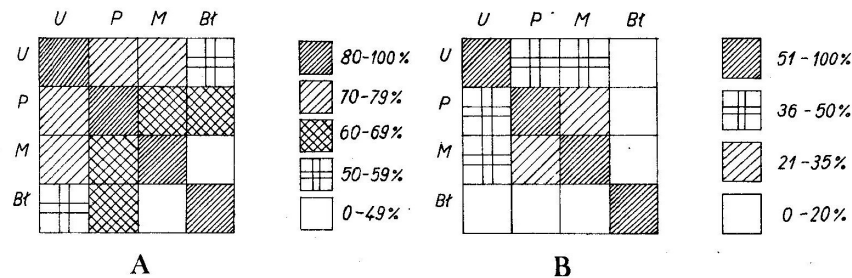 U P M Bł
U
P
M
Bł
80-100%
70-79%
60-69%
50-59%
0-49%
A
U P M Bł
U
P
M
Bł
51-100%
36-50%
21-35%
0-20%
B